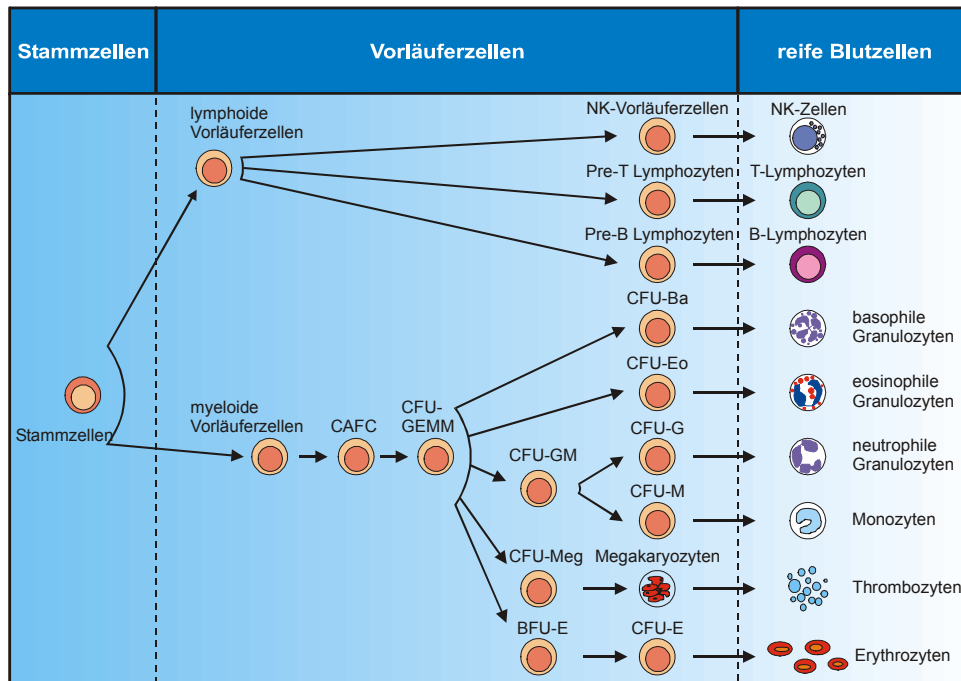 Stammzellen
Vorläuferzellen
reife Blutzellen
lymphoide
Vorläuferzellen
NK-Vorläuferzellen
NK-Zellen
Pre-T Lymphozyten
T-Lymphozyten
Pre-B Lymphozyten
B-Lymphozyten
CFU-Ba
basophile
Granulozyten
CFU-Eo
eosinophile
Granulozyten
Stammzellen
myeloide
Vorläuferzellen
CAFC
CFU-
GEMM
CFU-GM
CFU-G
neutrophile
Granulozyten
CFU-M
Monozyten
CFU-Meg
Megakaryozyten
Thrombozyten
BFU-E
CFU-E
Erythrozyten